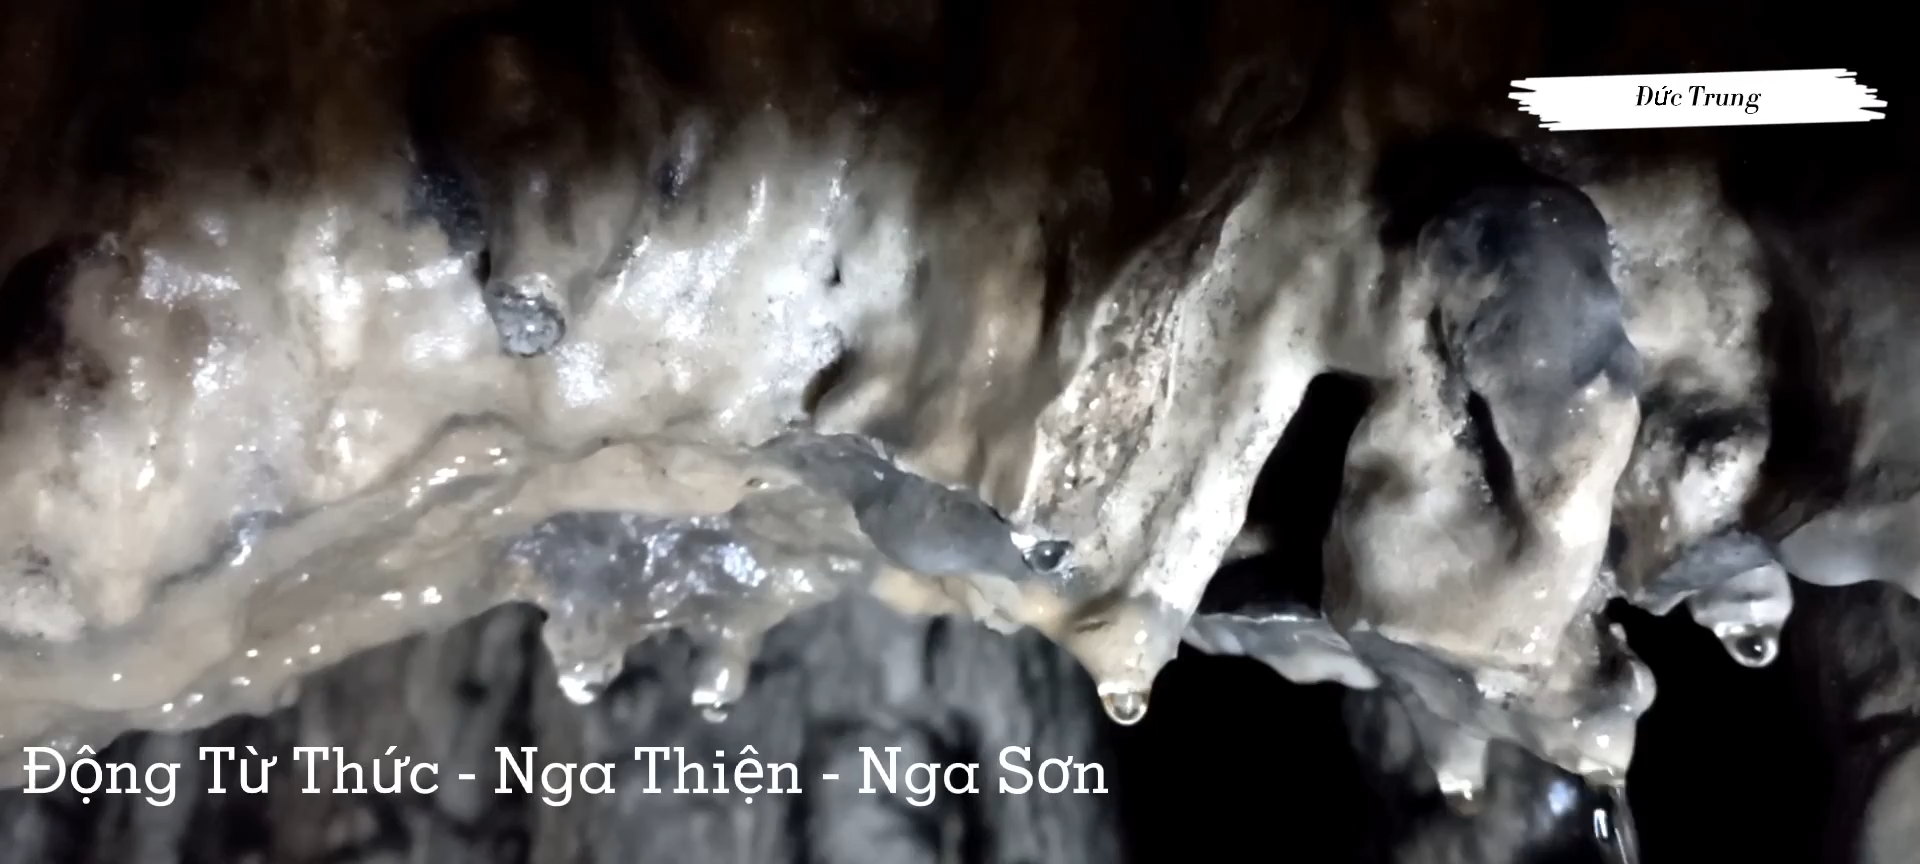 Đức Trung
Động Từ Thức - Nga Thiện - Nga Sơn